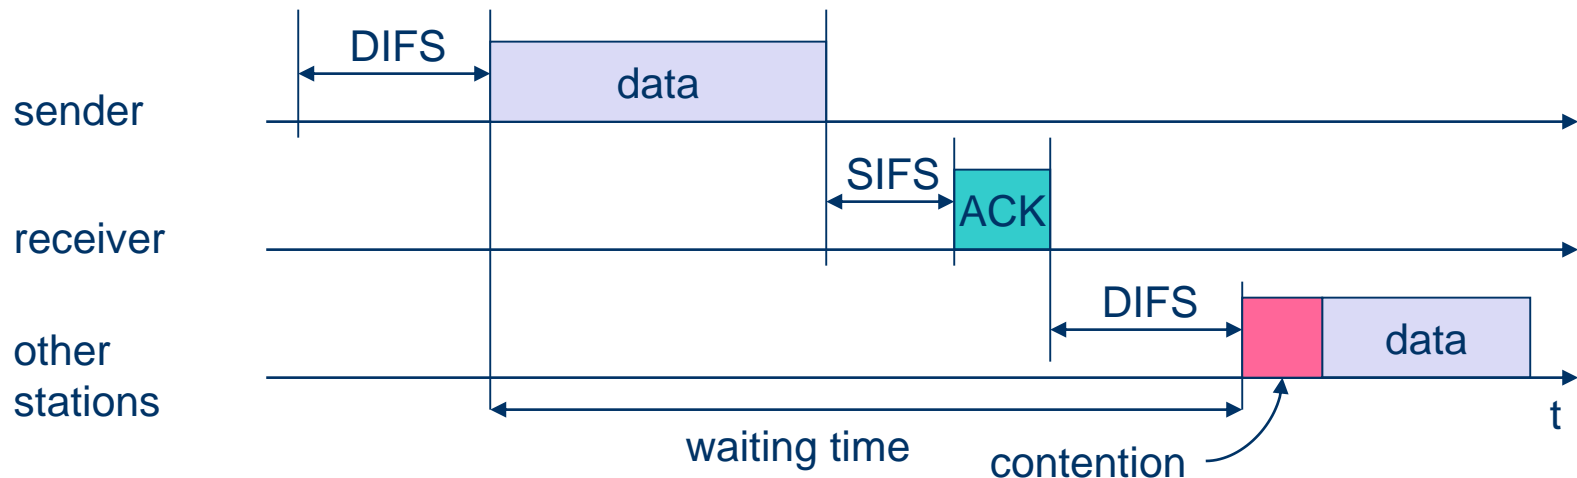 DIFS
data
sender
SIFS
ACK
receiver
DIFS
data
other
stations
t
waiting time
contention